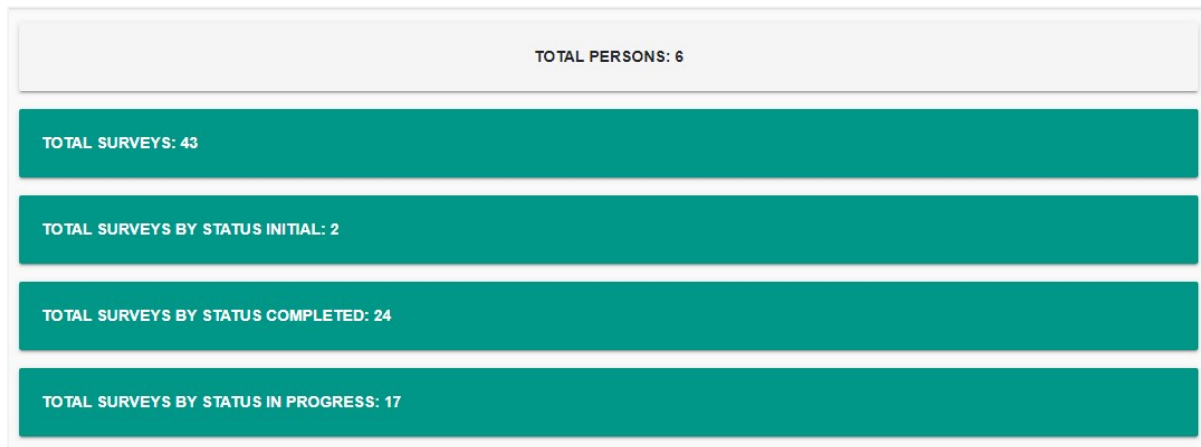 TOTAL PERSONS: 6
TOTAL SURVEYS: 43
TOTAL SURVEYS BY STATUS INITIAL: 2
TOTAL SURVEYS BY STATUS COMPLETED: 24
TOTAL SURVEYS BY STATUS IN PROGRESS: 17